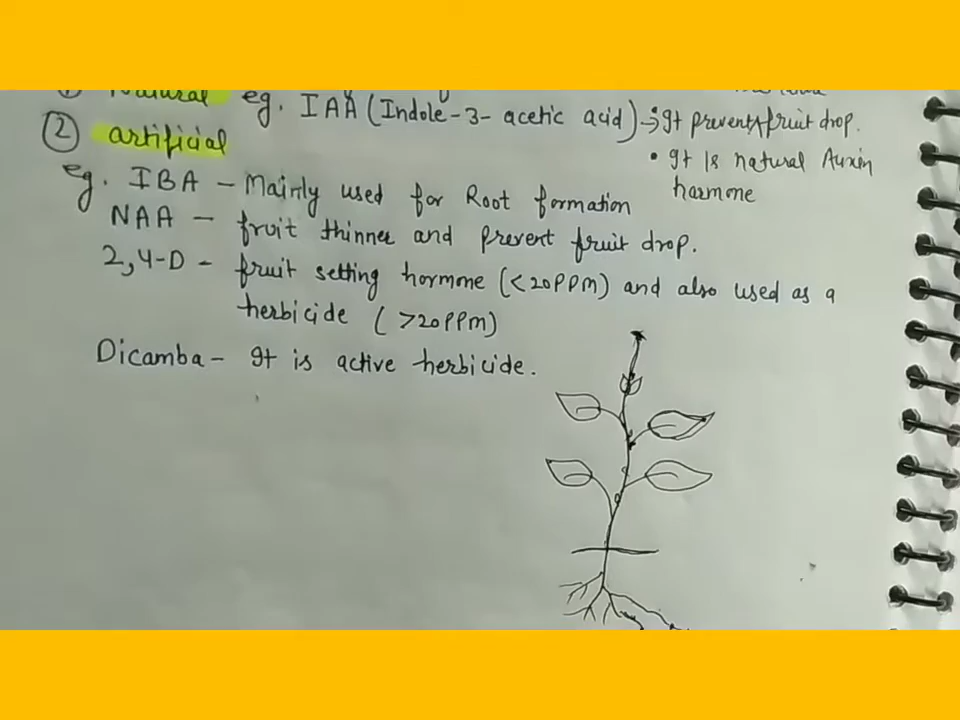 Natural eg. IAA (Indole-3- acetic acid) → It prevents fruit drop.
② artificial
• It is natural Auxin
harmone
eg. IBA - Mainly used for Root formation
NAA - fruit thinner and prevent fruit drop.
2,4-D - fruit setting hormone (<20PPM) and also used as a
herbicide (>20PPM)
Dicamba - It is active herbicide.